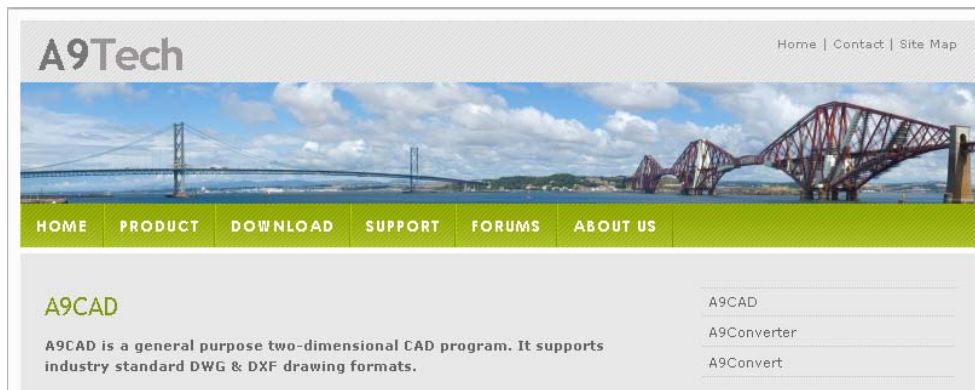 A9Tech
Home | Contact | Site Map
HOME PRODUCT DOWNLOAD SUPPORT FORUMS ABOUT US
A9CAD
A9CAD is a general purpose two-dimensional CAD program. It supports
industry standard DWG & DXF drawing formats.
A9CAD
A9Converter
A9Convert